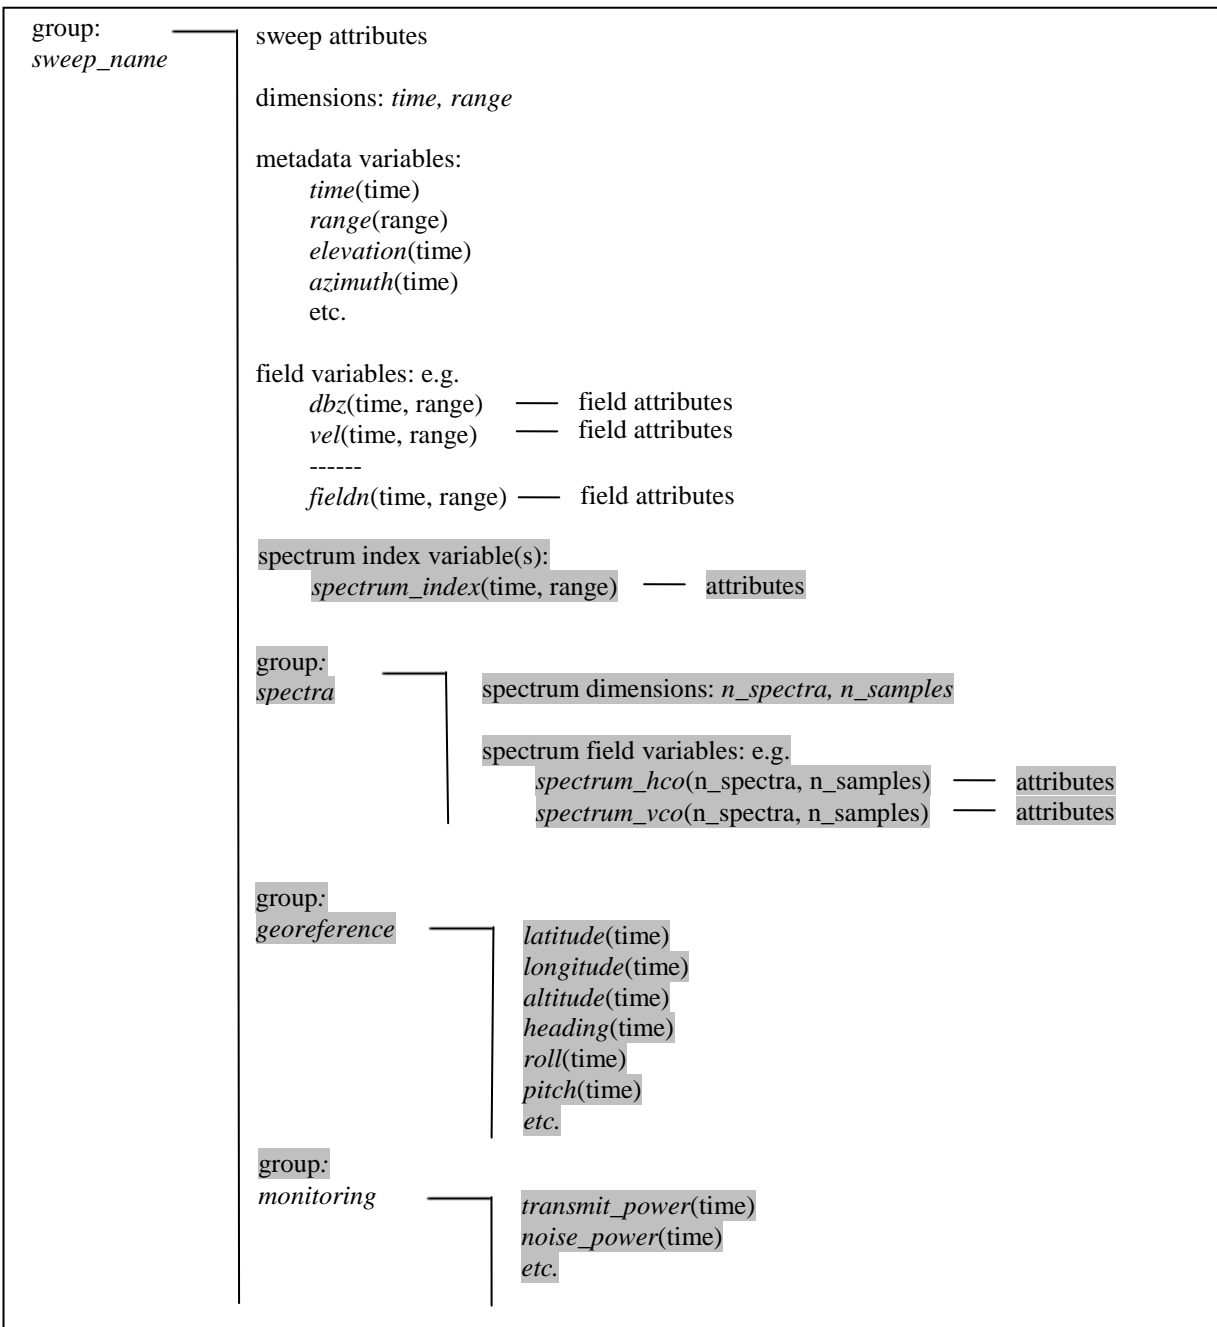 group:
sweep_name
sweep attributes
dimensions: time, range
metadata variables:
time(time)
range(range)
elevation(time)
azimuth(time)
etc.
field variables: e.g.
dbz(time, range) field attributes
vel(time, range) field attributes
------
fieldn(time, range) field attributes
spectrum index variable(s):
spectrum_index(time, range) attributes
group:
spectra
spectrum dimensions: n_spectra, n_samples
spectrum field variables: e.g.
spectrum_hco(n_spectra, n_samples) attributes
spectrum_vco(n_spectra, n_samples) attributes
group:
georeference
latitude(time)
longitude(time)
altitude(time)
heading(time)
roll(time)
pitch(time)
etc.
group:
monitoring
transmit_power(time)
noise_power(time)
etc.